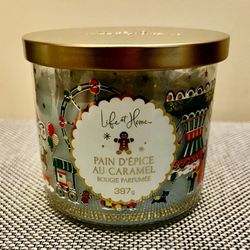 Life at Home
PAIN D'ÉPICE
AU CARAMEL
BOUGIE PARFUMÉE
397g